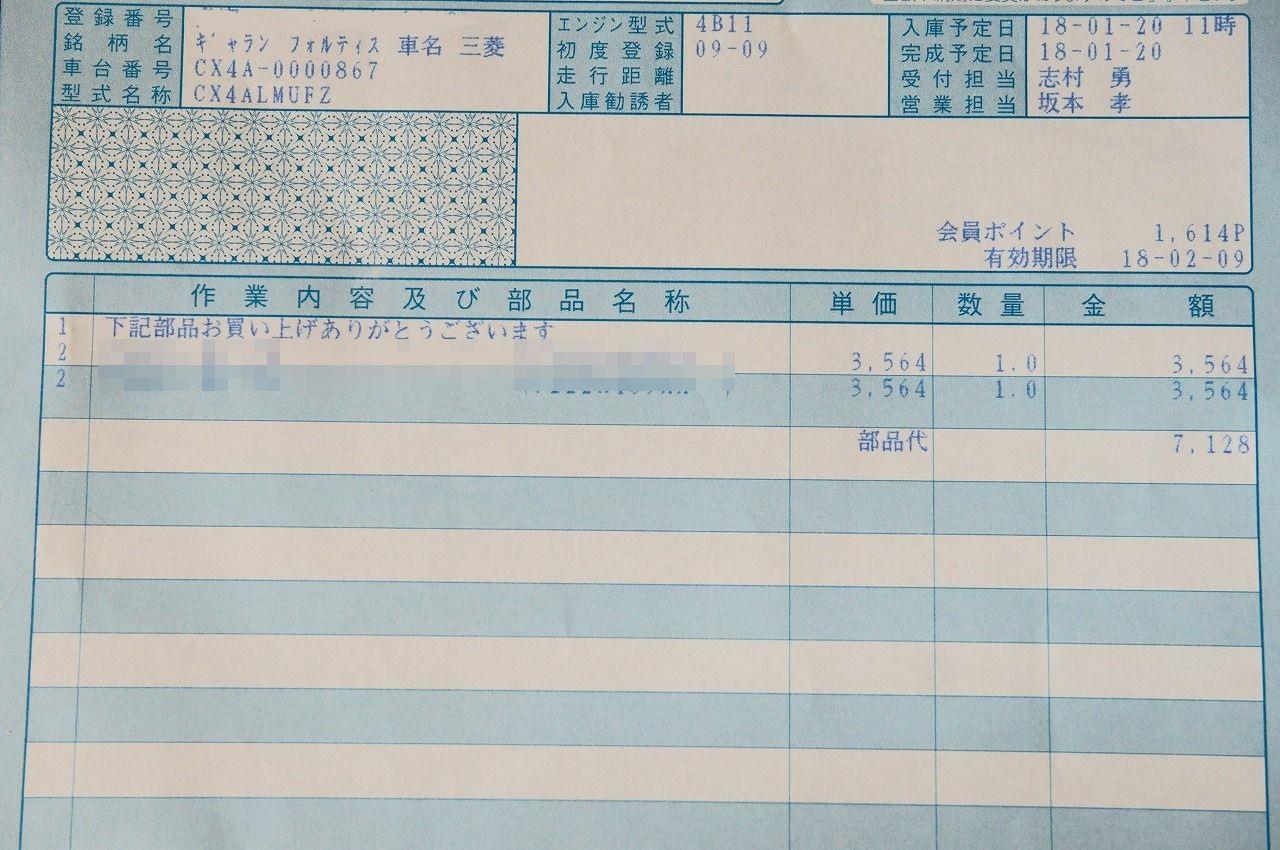 登録番号
銘柄名 ギャラン フォルティス 車名 三菱
車台番号 CX4A-0000867
型式名称 CX4ALMUFZ
エンジン型式 4B11
初度登録 09-09
走行距離
入庫勧誘者
入庫予定日 18-01-20 11時
完成予定日 18-01-20
受付担当 志村 勇
営業担当 坂本 孝
会員ポイント 1,614P
有効期限 18-02-09
作業内容及び部品名称 単価 数量 金額
1 下記部品お買い上げありがとうございます
2 3,564 1.0 3,564
2 3,564 1.0 3,564
部品代 7,128